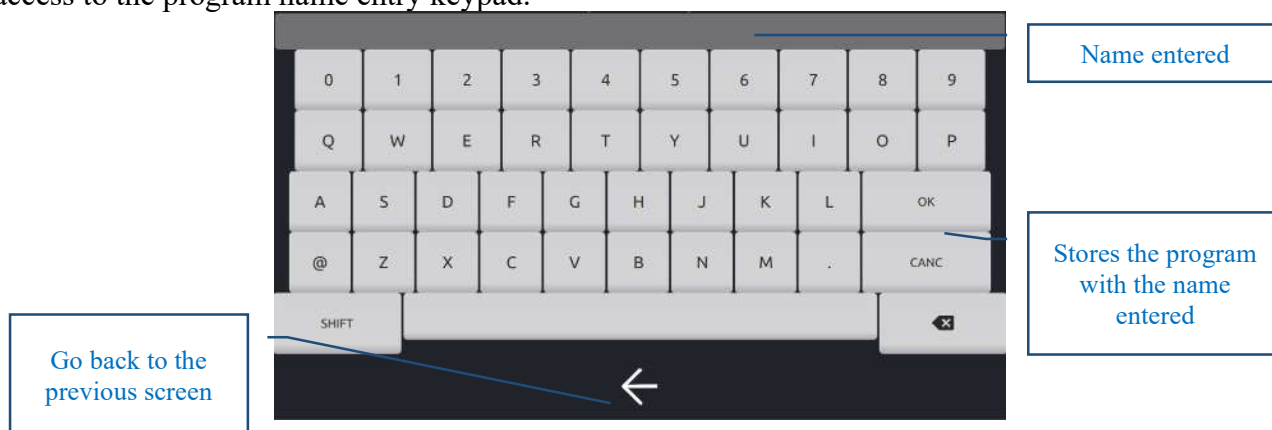 access to the program name entry keypad.
Name entered
0 1 2 3 4 5 6 7 8 9
Q W E R T Y U I O P
A S D F G H J K L OK
@ Z X C V B N M . CANC
Stores the program
with the name
entered
SHIFT
Go back to the
previous screen